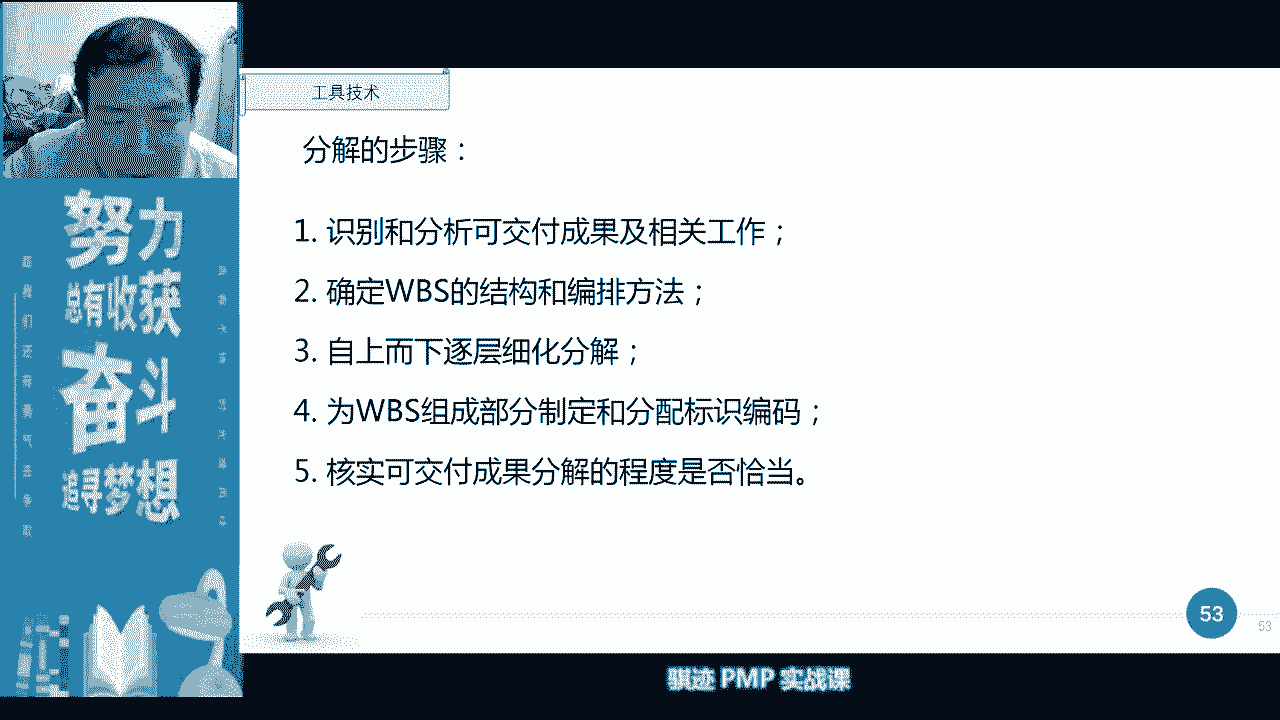 工具技术
分解的步骤：
1. 识别和分析可交付成果及相关工作；
2. 确定WBS的结构和编排方法；
3. 自上而下逐层细化分解；
4. 为WBS组成部分制定和分配标识编码；
5. 核实可交付成果分解的程度是否恰当。
努力
总有收获
奋斗
追寻梦想
53
53
骐迹 PMP 实战课